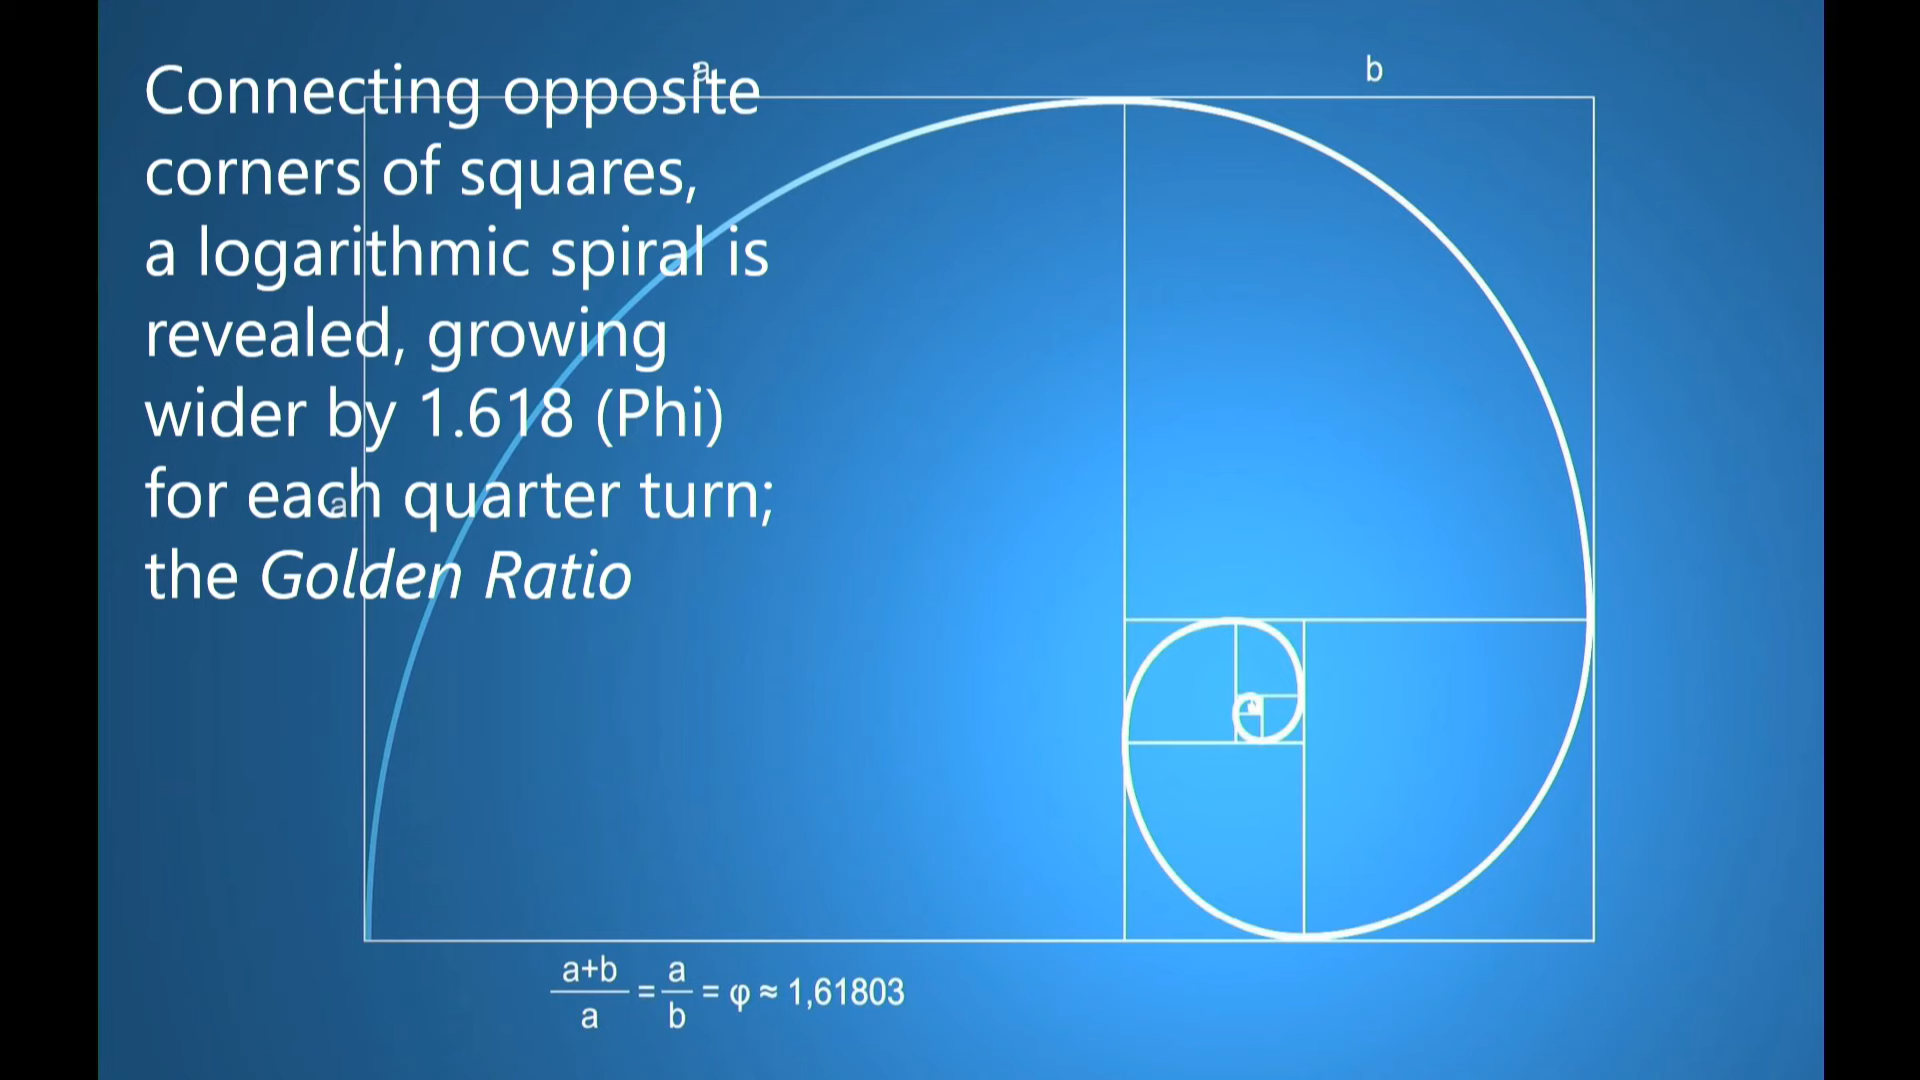 a
b
Connecting opposite
corners of squares,
a logarithmic spiral is
revealed, growing
wider by 1.618 (Phi)
for each quarter turn;
a
the Golden Ratio
a+b
a
=
a
b
= φ ≈ 1,61803